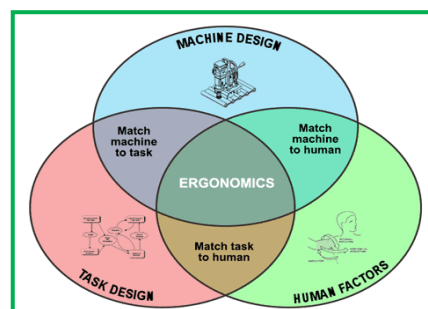 MACHINE DESIGN
Match
machine
to task
Match
machine
to human
ERGONOMICS
Match task
to human
TASK DESIGN
HUMAN FACTORS